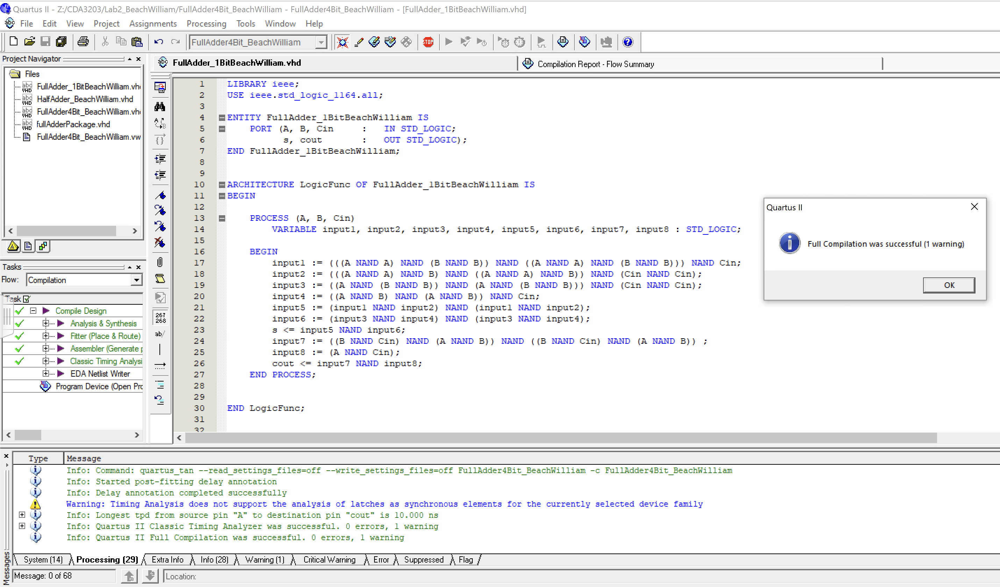 Quartus II - Z:/CDA3203/Lab2_BeachWilliam/FullAdder4Bit_BeachWilliam - FullAdder4Bit_BeachWilliam - [FullAdder_1BitBeachWilliam.vhd]
File Edit View Project Assignments Processing Tools Window Help
FullAdder4Bit_BeachWilliam
STOP
Project Navigator
Files
FullAdder_1BitBeachWilliam.vh
HalfAdder_BeachWilliam.vhd
FullAdder4Bit_BeachWilliam.vh
fullAdderPackage.vhd
FullAdder4Bit_BeachWilliam.vw
Tasks
Flow: Compilation
Task
Compile Design
Analysis & Synthesis
Fitter (Place & Route)
Assembler (Generate p
Classic Timing Analysi
EDA Netlist Writer
Program Device (Open Pro
267
268
ab/
FullAdder_1BitBeachWilliam.vhd
Compilation Report - Flow Summary
1 LIBRARY ieee;
2 USE ieee.std_logic_1164.all;
3
4 ENTITY FullAdder_1BitBeachWilliam IS
5 PORT (A, B, Cin : IN STD_LOGIC;
6 s, cout : OUT STD_LOGIC);
7 END FullAdder_1BitBeachWilliam;
8
9
10 ARCHITECTURE LogicFunc OF FullAdder_1BitBeachWilliam IS
11 BEGIN
12
13 PROCESS (A, B, Cin)
14 VARIABLE input1, input2, input3, input4, input5, input6, input7, input8 : STD_LOGIC;
15
16 BEGIN
17 input1 := (((A NAND A) NAND (B NAND B)) NAND ((A NAND A) NAND (B NAND B))) NAND Cin;
18 input2 := (((A NAND A) NAND B) NAND ((A NAND A) NAND B)) NAND (Cin NAND Cin);
19 input3 := ((A NAND (B NAND B)) NAND (A NAND (B NAND B))) NAND (Cin NAND Cin);
20 input4 := ((A NAND B) NAND (A NAND B)) NAND Cin;
21 input5 := (input1 NAND input2) NAND (input1 NAND input2);
22 input6 := (input3 NAND input4) NAND (input3 NAND input4);
23 s <= input5 NAND input6;
24 input7 := ((B NAND Cin) NAND (A NAND B)) NAND ((B NAND Cin) NAND (A NAND B)) ;
25 input8 := (A NAND Cin);
26 cout <= input7 NAND input8;
27 END PROCESS;
28
29
30 END LogicFunc;
31
32
Quartus II
Full Compilation was successful (1 warning)
OK
Type Message
Info: Command: quartus_tan --read_settings_files=off --write_settings_files=off FullAdder4Bit_BeachWilliam -c FullAdder4Bit_BeachWilliam
Info: Started post-fitting delay annotation
Info: Delay annotation completed successfully
Warning: Timing Analysis does not support the analysis of latches as synchronous elements for the currently selected device family
Info: Longest tpd from source pin "A" to destination pin "cout" is 10.000 ns
Info: Quartus II Classic Timing Analyzer was successful. 0 errors, 1 warning
Info: Quartus II Full Compilation was successful. 0 errors, 1 warning
System (14) Processing (29) Extra Info Info (28) Warning (1) Critical Warning Error Suppressed Flag
Messages
Message: 0 of 68
Location: